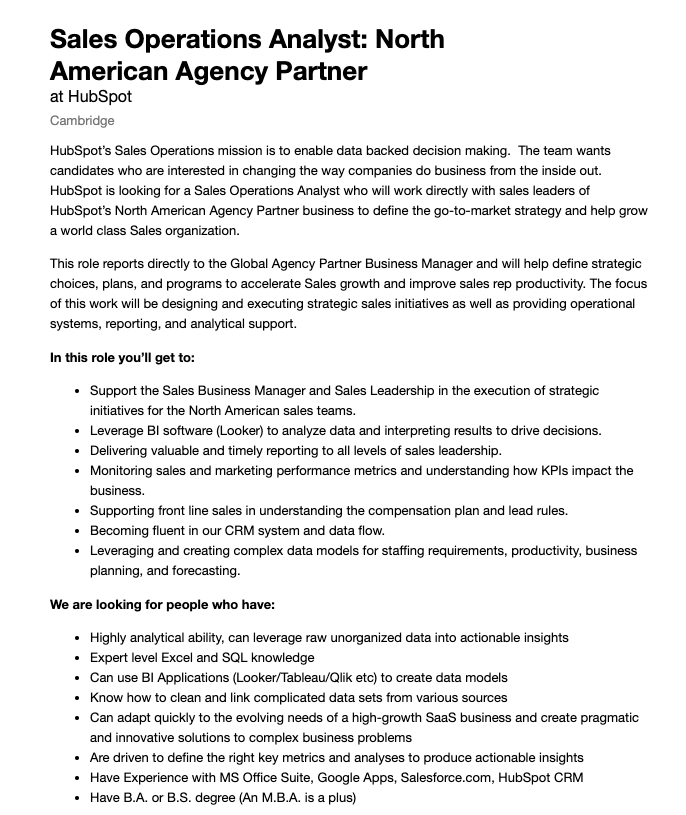 Sales Operations Analyst: North
American Agency Partner
at HubSpot
Cambridge
HubSpot’s Sales Operations mission is to enable data backed decision making.  The team wants
candidates who are interested in changing the way companies do business from the inside out.
HubSpot is looking for a Sales Operations Analyst who will work directly with sales leaders of
HubSpot’s North American Agency Partner business to define the go-to-market strategy and help grow
a world class Sales organization.
This role reports directly to the Global Agency Partner Business Manager and will help define strategic
choices, plans, and programs to accelerate Sales growth and improve sales rep productivity. The focus
of this work will be designing and executing strategic sales initiatives as well as providing operational
systems, reporting, and analytical support.
In this role you’ll get to:
• Support the Sales Business Manager and Sales Leadership in the execution of strategic
initiatives for the North American sales teams.
• Leverage BI software (Looker) to analyze data and interpreting results to drive decisions.
• Delivering valuable and timely reporting to all levels of sales leadership.
• Monitoring sales and marketing performance metrics and understanding how KPIs impact the
business.
• Supporting front line sales in understanding the compensation plan and lead rules.
• Becoming fluent in our CRM system and data flow.
• Leveraging and creating complex data models for staffing requirements, productivity, business
planning, and forecasting.
We are looking for people who have:
• Highly analytical ability, can leverage raw unorganized data into actionable insights
• Expert level Excel and SQL knowledge
• Can use BI Applications (Looker/Tableau/Qlik etc) to create data models
• Know how to clean and link complicated data sets from various sources
• Can adapt quickly to the evolving needs of a high-growth SaaS business and create pragmatic
and innovative solutions to complex business problems
• Are driven to define the right key metrics and analyses to produce actionable insights
• Have Experience with MS Office Suite, Google Apps, Salesforce.com, HubSpot CRM
• Have B.A. or B.S. degree (An M.B.A. is a plus)